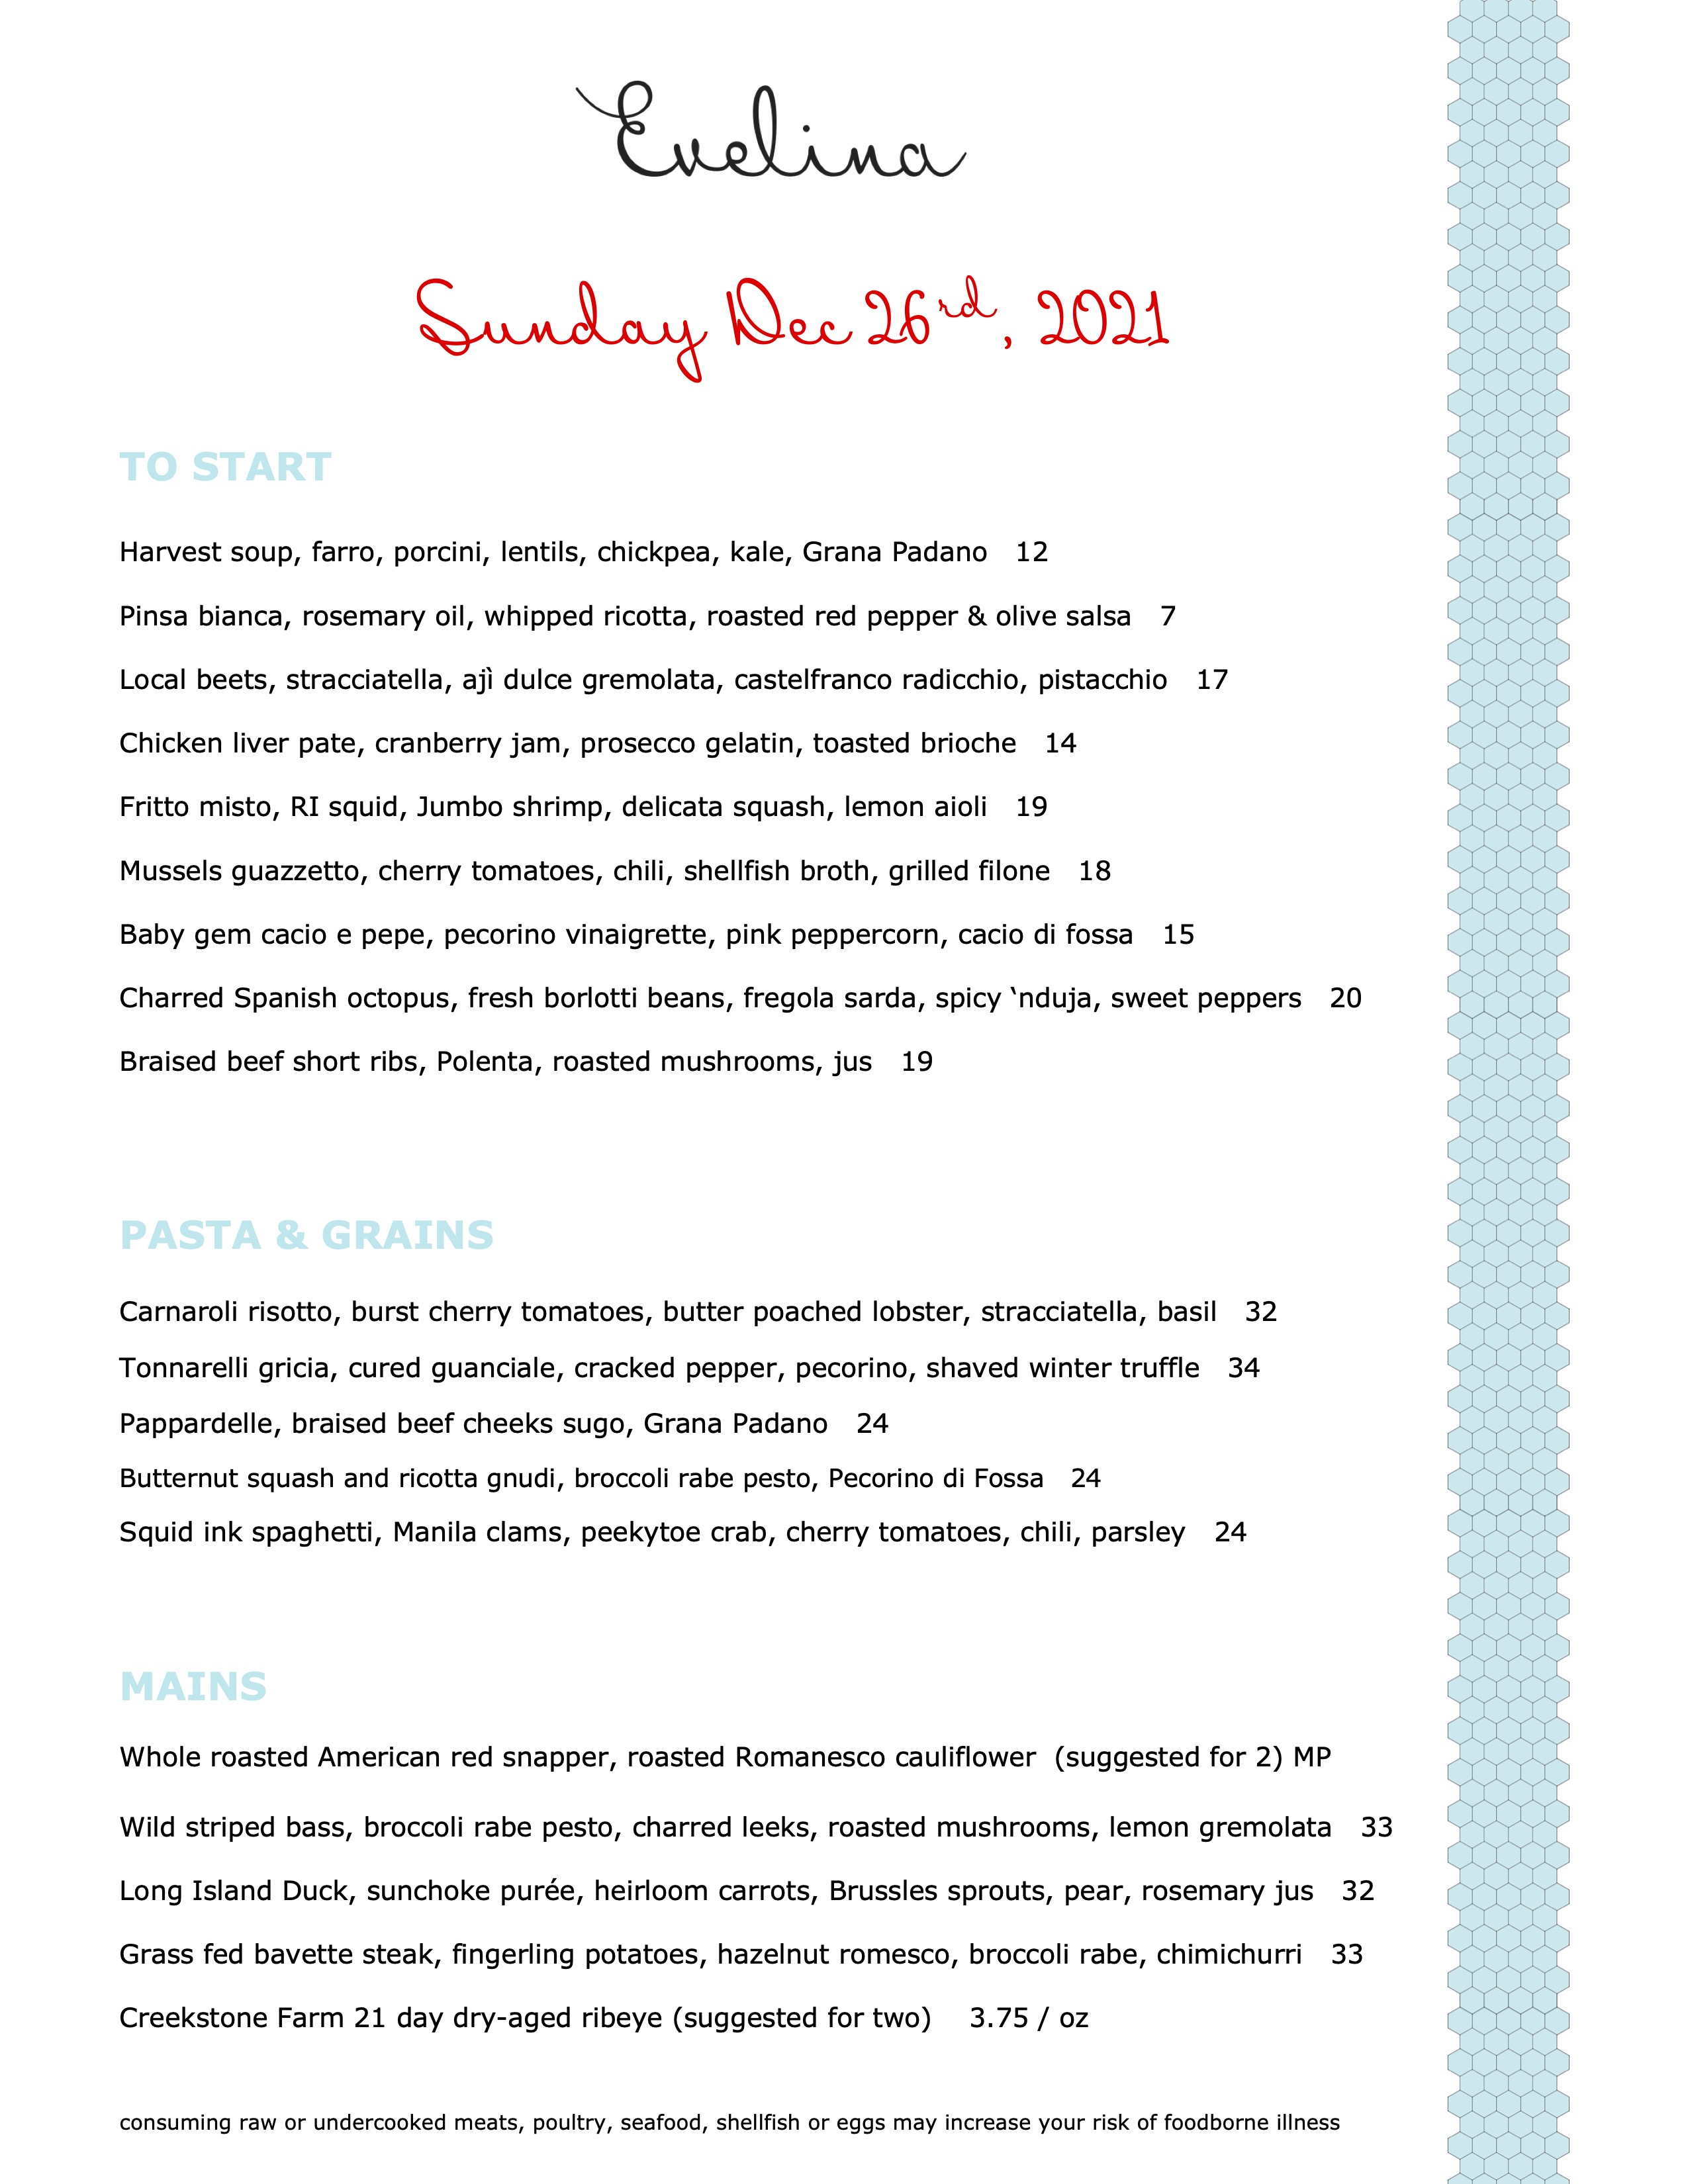 Evelina
Sunday Dec 26rd, 2021
TO START
Harvest soup, farro, porcini, lentils, chickpea, kale, Grana Padano 12
Pinsa bianca, rosemary oil, whipped ricotta, roasted red pepper & olive salsa 7
Local beets, stracciatella, ajì dulce gremolata, castelfranco radicchio, pistacchio 17
Chicken liver pate, cranberry jam, prosecco gelatin, toasted brioche 14
Fritto misto, RI squid, Jumbo shrimp, delicata squash, lemon aioli 19
Mussels guazzetto, cherry tomatoes, chili, shellfish broth, grilled filone 18
Baby gem cacio e pepe, pecorino vinaigrette, pink peppercorn, cacio di fossa 15
Charred Spanish octopus, fresh borlotti beans, fregola sarda, spicy ‘nduja, sweet peppers 20
Braised beef short ribs, Polenta, roasted mushrooms, jus 19
PASTA & GRAINS
Carnaroli risotto, burst cherry tomatoes, butter poached lobster, stracciatella, basil 32
Tonnarelli gricia, cured guanciale, cracked pepper, pecorino, shaved winter truffle 34
Pappardelle, braised beef cheeks sugo, Grana Padano 24
Butternut squash and ricotta gnudi, broccoli rabe pesto, Pecorino di Fossa 24
Squid ink spaghetti, Manila clams, peekytoe crab, cherry tomatoes, chili, parsley 24
MAINS
Whole roasted American red snapper, roasted Romanesco cauliflower (suggested for 2) MP
Wild striped bass, broccoli rabe pesto, charred leeks, roasted mushrooms, lemon gremolata 33
Long Island Duck, sunchoke purée, heirloom carrots, Brussles sprouts, pear, rosemary jus 32
Grass fed bavette steak, fingerling potatoes, hazelnut romesco, broccoli rabe, chimichurri 33
Creekstone Farm 21 day dry-aged ribeye (suggested for two) 3.75 / oz
consuming raw or undercooked meats, poultry, seafood, shellfish or eggs may increase your risk of foodborne illness